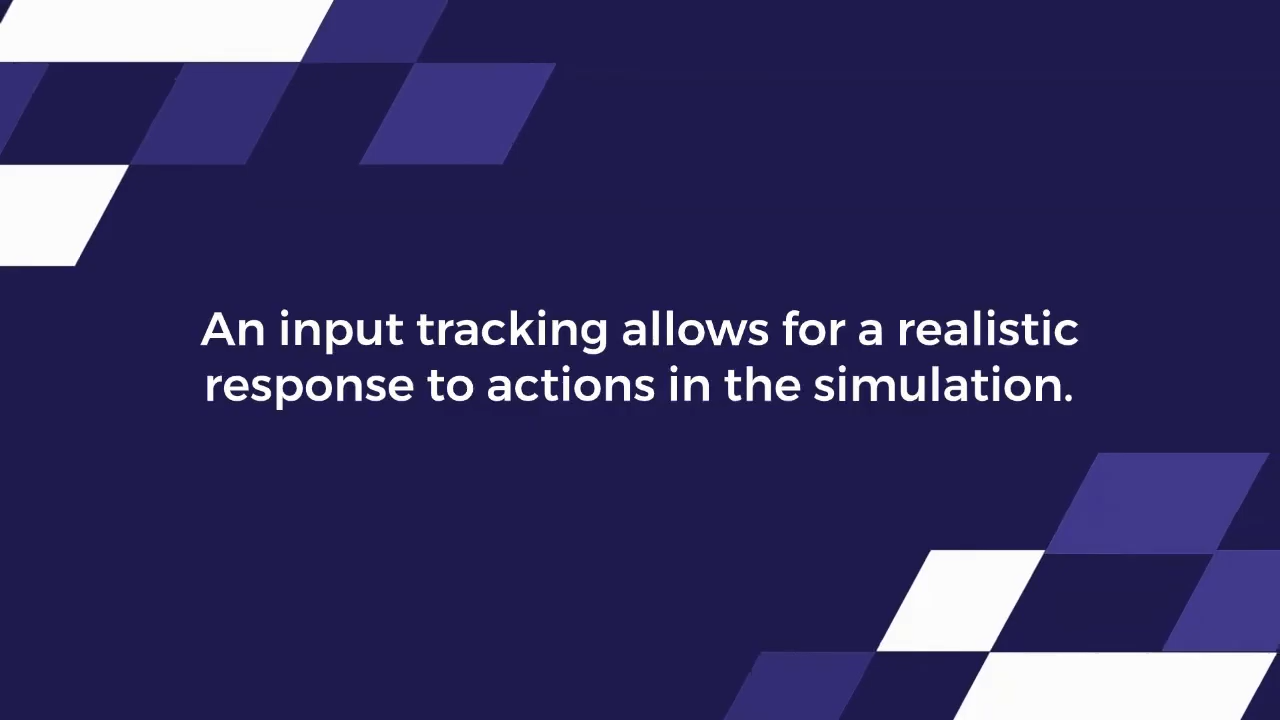 An input tracking allows for a realistic
response to actions in the simulation.